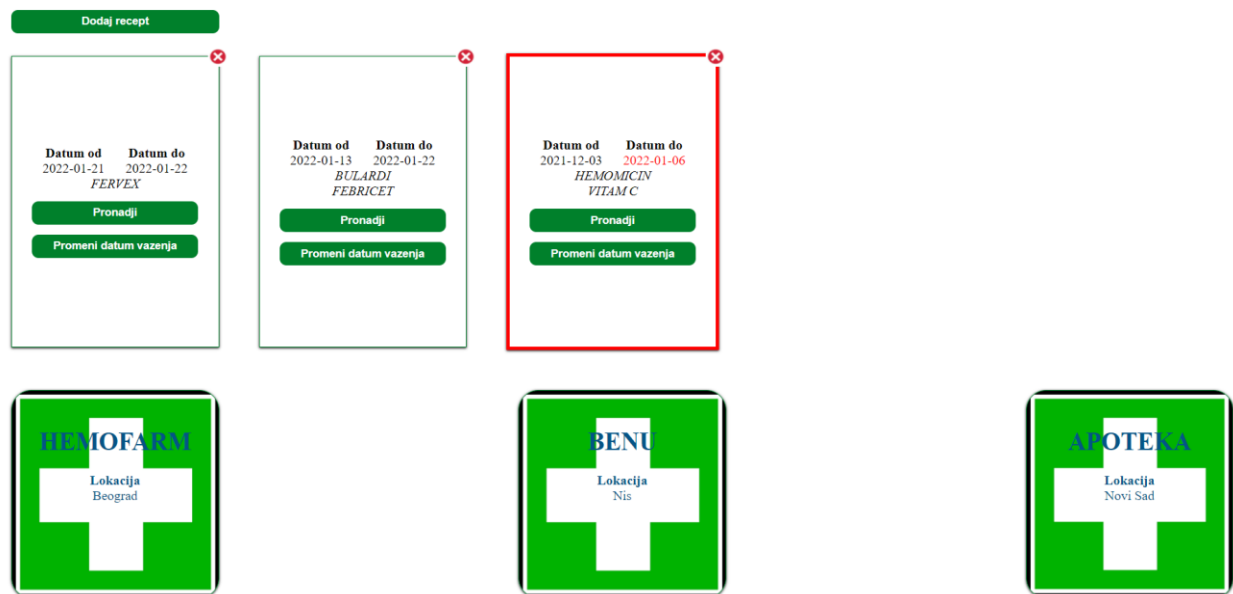 Dodaj recept
Datum od Datum do
2022-01-21 2022-01-22
FERVEX
Pronadji
Promeni datum vazenja
Datum od Datum do
2022-01-13 2022-01-22
BULARDI
FEBRICET
Pronadji
Promeni datum vazenja
Datum od Datum do
2021-12-03 2022-01-06
HEMOMICIN
VITAM C
Pronadji
Promeni datum vazenja
HEMOFARM
Lokacija
Beograd
BENU
Lokacija
Nis
APOTEKA
Lokacija
Novi Sad